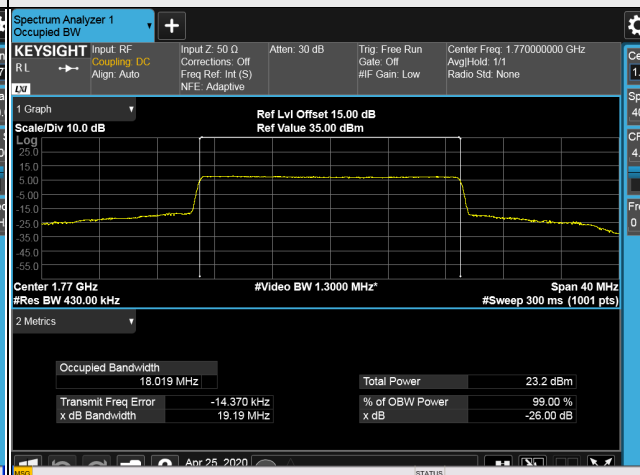 Spectrum Analyzer 1
Occupied BW
+
KEYSIGHT
R L
LXI
Input: RF
Coupling: DC
Align: Auto
Input Z: 50 Ω
Corrections: Off
Freq Ref: Int (S)
NFE: Adaptive
Atten: 30 dB
Trig: Free Run
Gate: Off
#IF Gain: Low
Center Freq: 1.770000000 GHz
Avg|Hold: 1/1
Radio Std: None
1 Graph
Scale/Div 10.0 dB
Ref Lvl Offset 15.00 dB
Ref Value 35.00 dBm
Log
25.0
15.0
5.00
-5.00
-15.0
-25.0
-35.0
-45.0
-55.0
Center 1.77 GHz
#Res BW 430.00 kHz
#Video BW 1.3000 MHz*
Span 40 MHz
#Sweep 300 ms (1001 pts)
2 Metrics
Occupied Bandwidth
18.019 MHz
Total Power 23.2 dBm
Transmit Freq Error -14.370 kHz
% of OBW Power 99.00 %
x dB Bandwidth 19.19 MHz
x dB -26.00 dB
Apr 25, 2020
MSG
STATUS